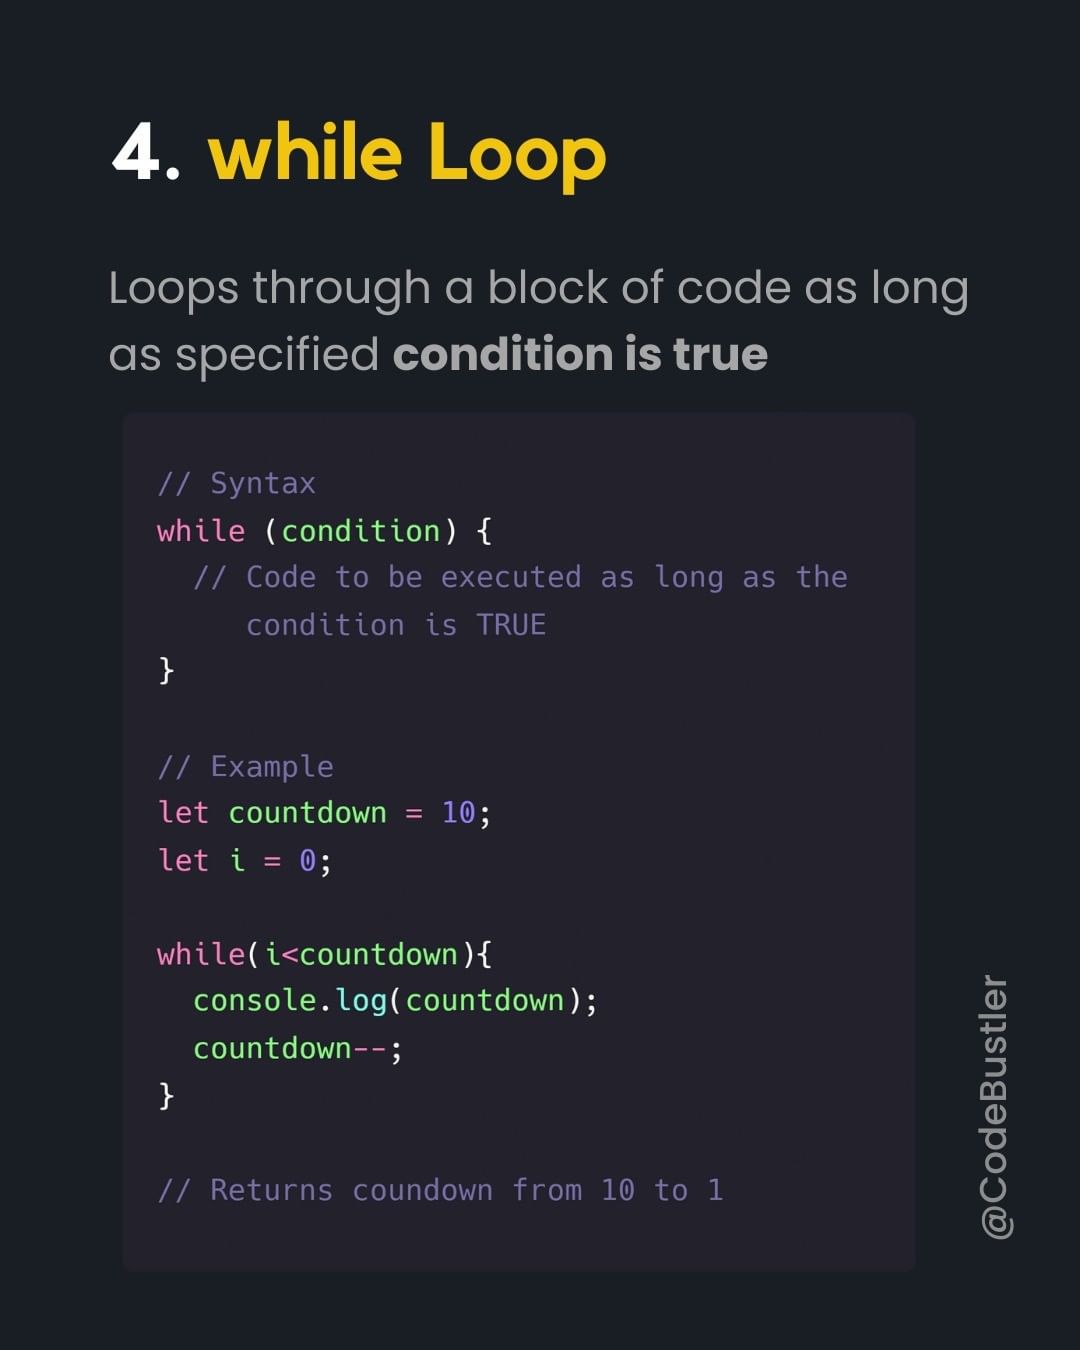 4. while Loop
Loops through a block of code as long
as specified condition is true
// Syntax
while (condition) {
  // Code to be executed as long as the
     condition is TRUE
}
// Example
let countdown = 10;
let i = 0;
while(i<countdown){
  console.log(countdown);
  countdown--;
}
// Returns coundown from 10 to 1
@CodeBustler